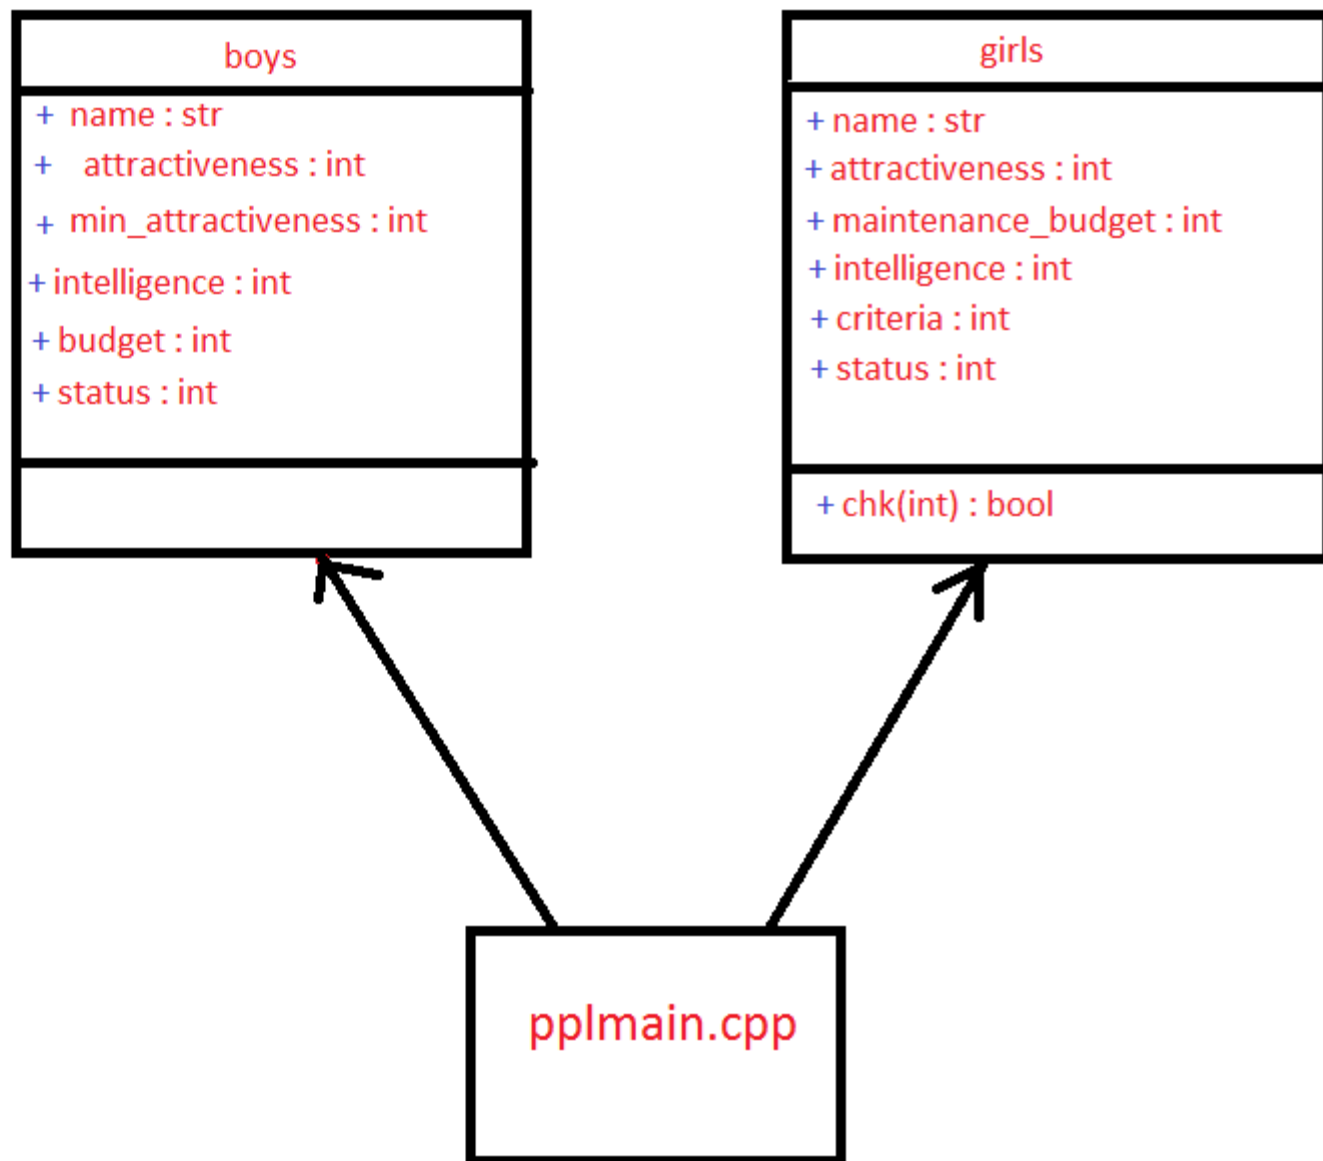 boys
+ name : str
+ attractiveness : int
+ min_attractiveness : int
+ intelligence : int
+ budget : int
+ status : int
girls
+ name : str
+ attractiveness : int
+ maintenance_budget : int
+ intelligence : int
+ criteria : int
+ status : int
+ chk(int) : bool
pplmain.cpp